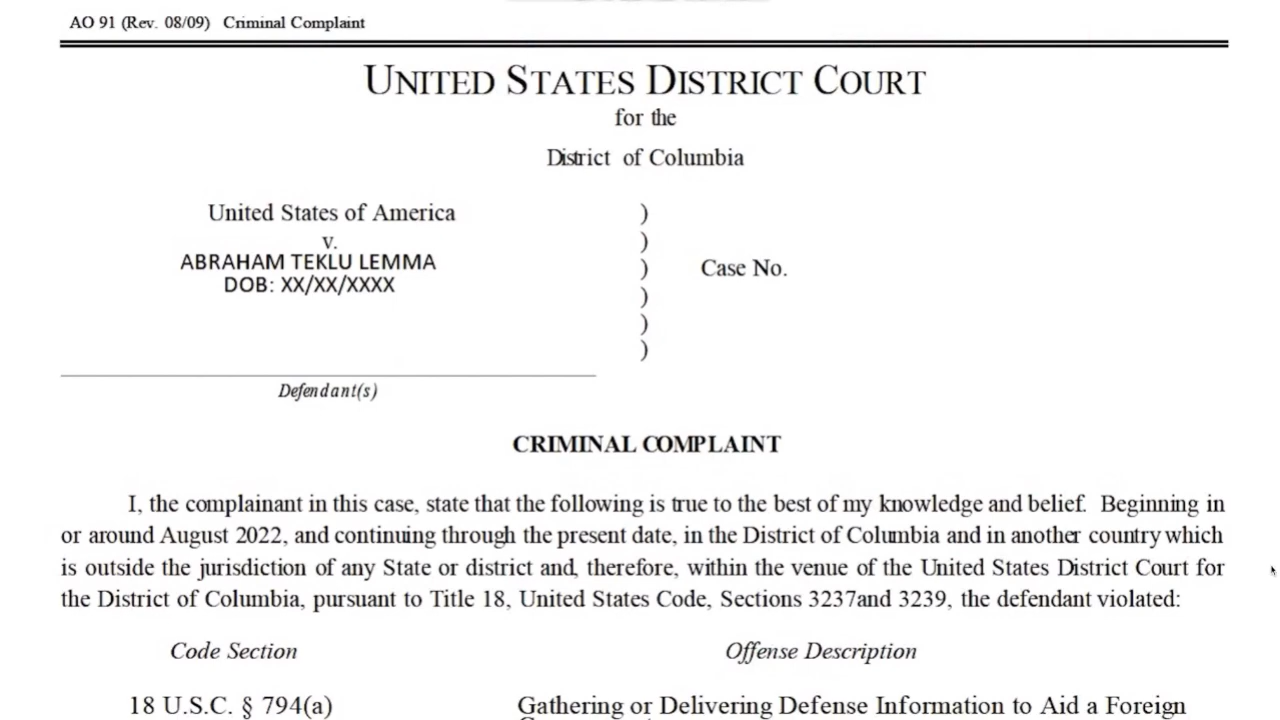 AO 91 (Rev. 08/09) Criminal Complaint
UNITED STATES DISTRICT COURT
for the
District of Columbia
United States of America
v.
ABRAHAM TEKLU LEMMA
DOB: XX/XX/XXXX
)
)
)
)
)
)
Case No.
Defendant(s)
CRIMINAL COMPLAINT
I, the complainant in this case, state that the following is true to the best of my knowledge and belief. Beginning in
or around August 2022, and continuing through the present date, in the District of Columbia and in another country which
is outside the jurisdiction of any State or district and, therefore, within the venue of the United States District Court for
the District of Columbia, pursuant to Title 18, United States Code, Sections 3237and 3239, the defendant violated:
Code Section Offense Description
18 U.S.C. § 794(a) Gathering or Delivering Defense Information to Aid a Foreign